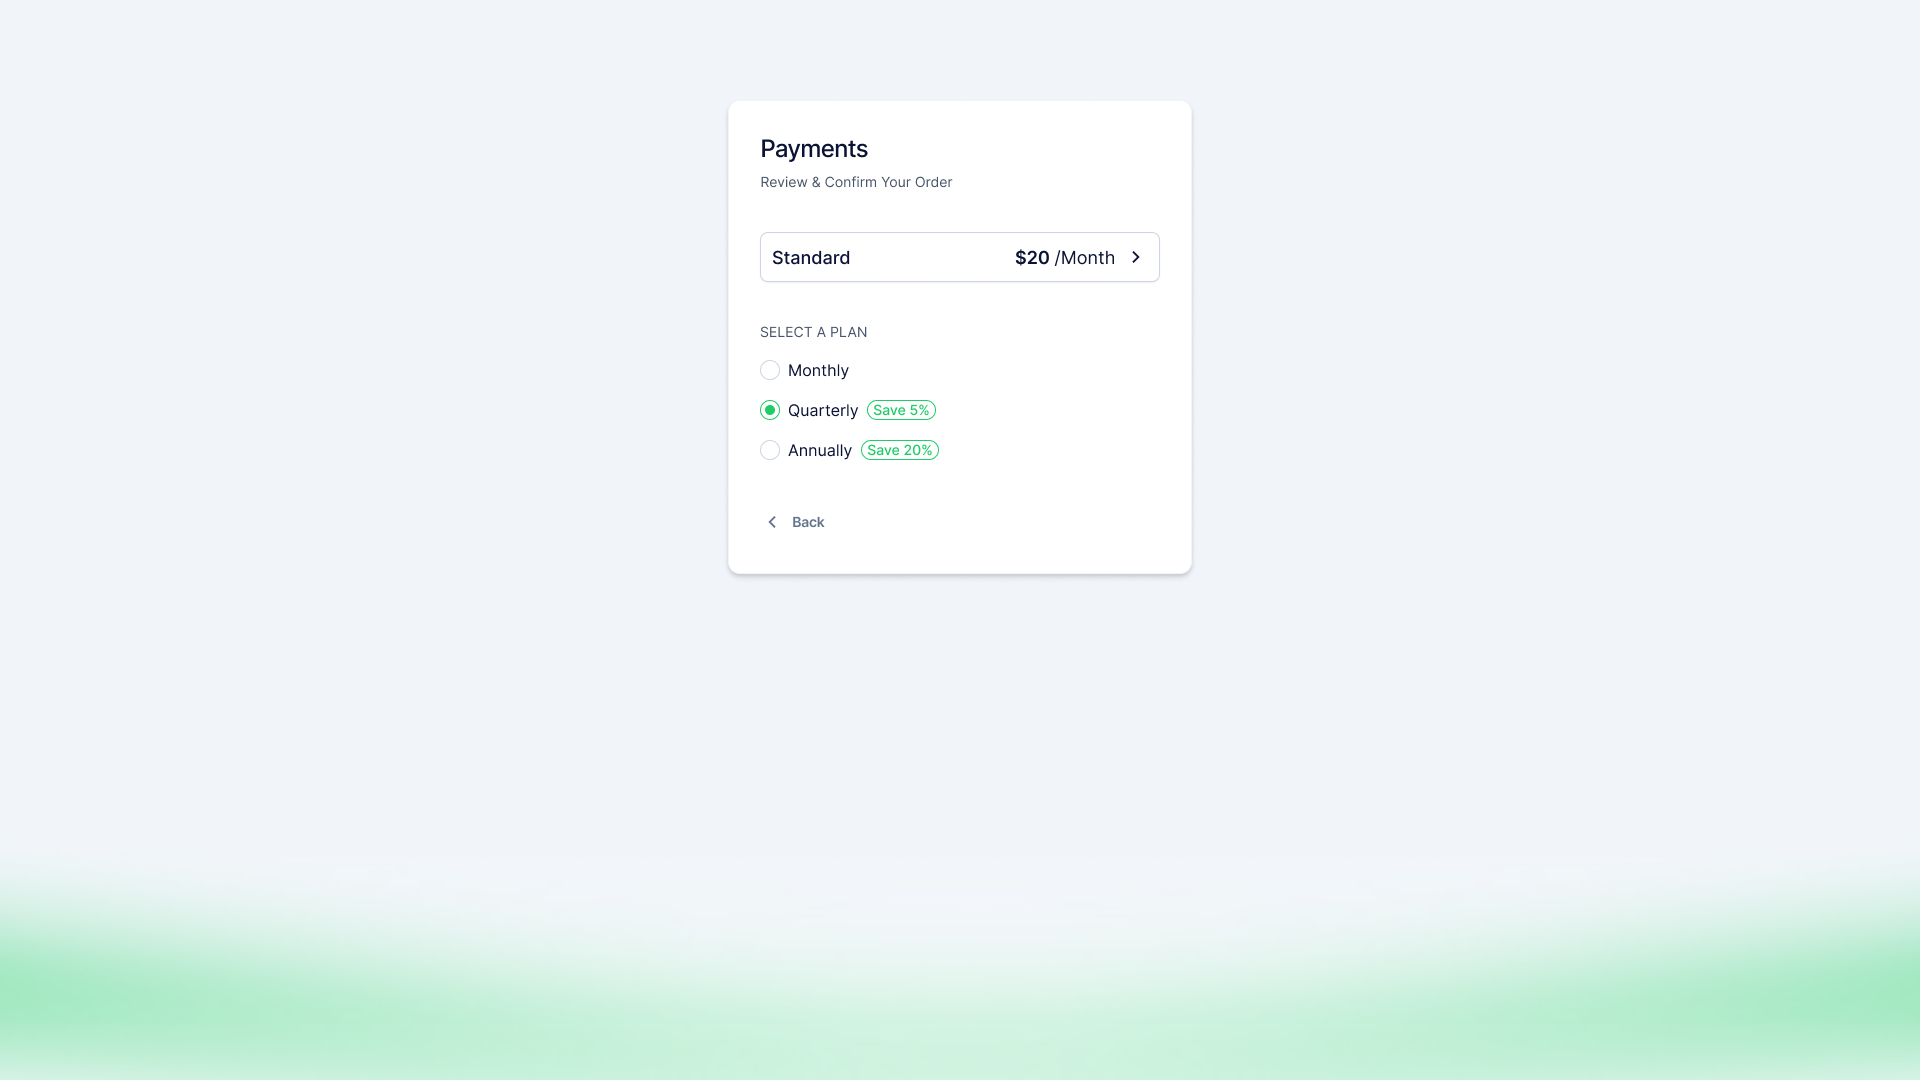 Payments
Review & Confirm Your Order
Standard $20 /Month
SELECT A PLAN
Monthly
Quarterly Save 5%
Annually Save 20%
Back